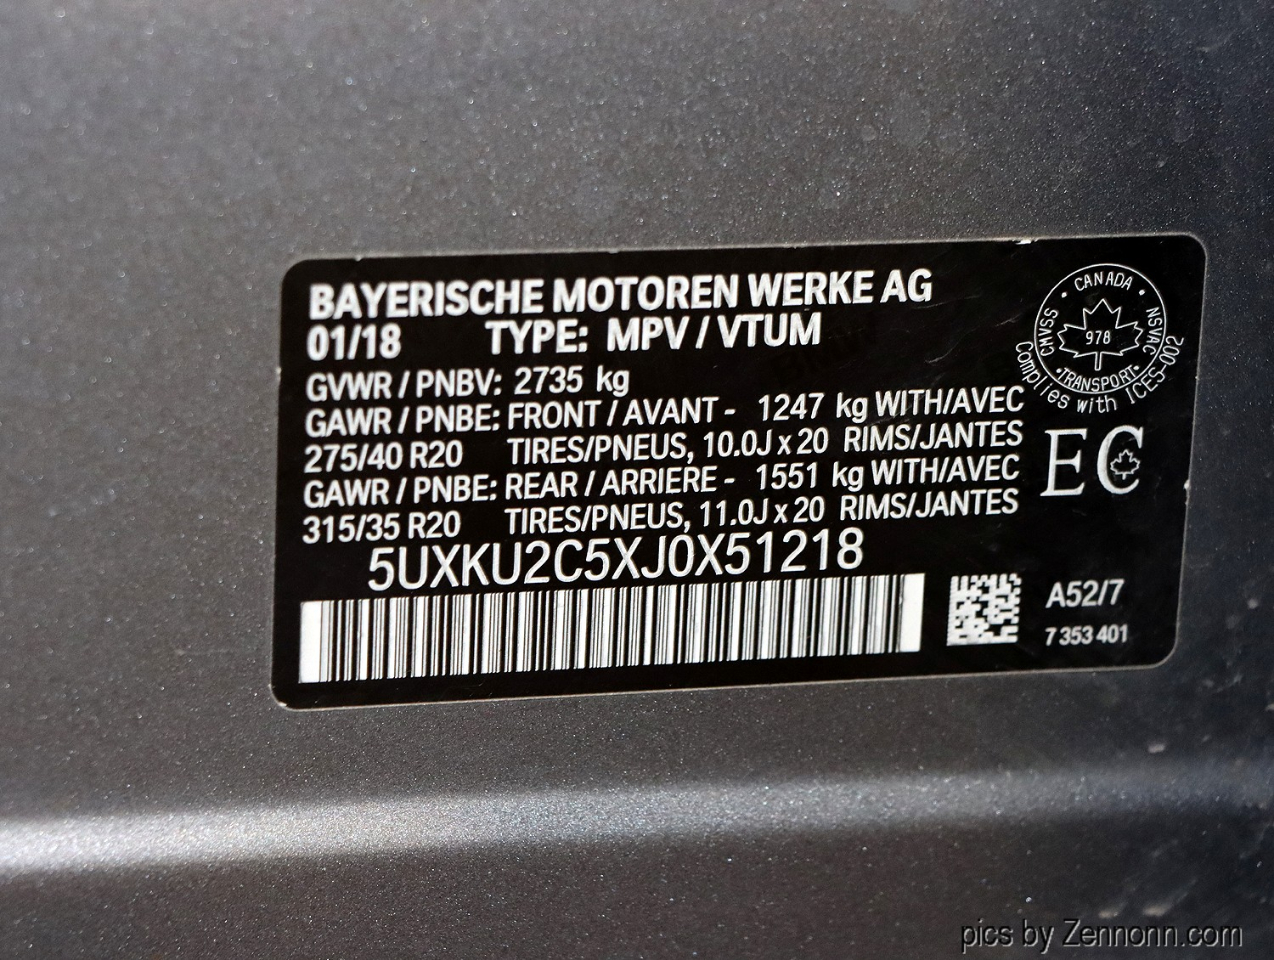 BAYERISCHE MOTOREN WERKE AG
01/18 TYPE: MPV / VTUM
GVWR / PNBV: 2735 kg
GAWR / PNBE: FRONT / AVANT - 1247 kg WITH/AVEC
275/40 R20 TIRES/PNEUS, 10.0J x 20 RIMS/JANTES
GAWR / PNBE: REAR / ARRIERE - 1551 kg WITH/AVEC
315/35 R20 TIRES/PNEUS, 11.0J x 20 RIMS/JANTES
5UXKU2C5XJ0X51218
CANADA
CMVSS
978
NSVAC
TRANSPORT
Complies with ICES-002
EC
A52/7
7 353 401
pics by Zennonn.com